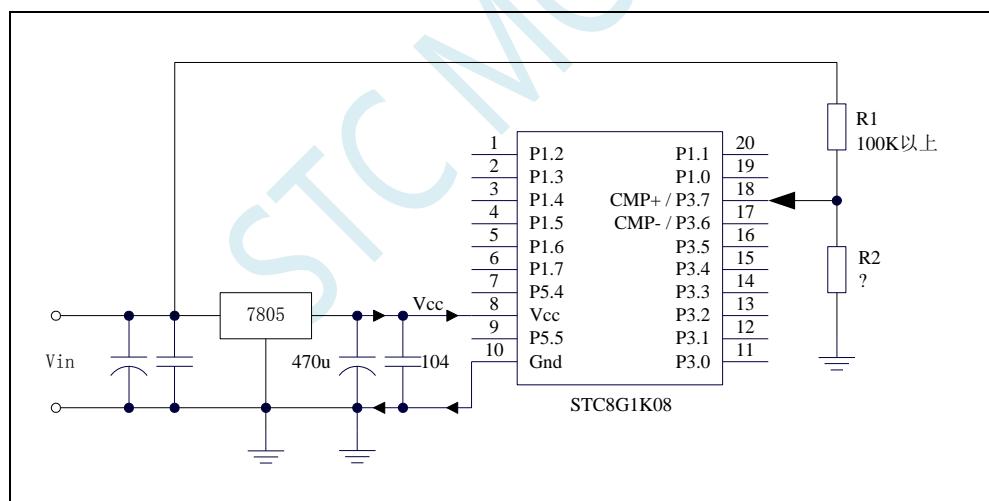 STC MC
R1
100K以上
1 P1.2 P1.1 20
2 P1.3 P1.0 19
3 P1.4 CMP+ / P3.7 18
4 P1.5 CMP- / P3.6 17
5 P1.6 P3.5 16
6 P1.7 P3.4 15
7 P5.4 P3.3 14
8 Vcc P3.2 13
9 P5.5 P3.1 12
10 Gnd P3.0 11
R2
?
7805
Vcc
Vin
470u
104
STC8G1K08